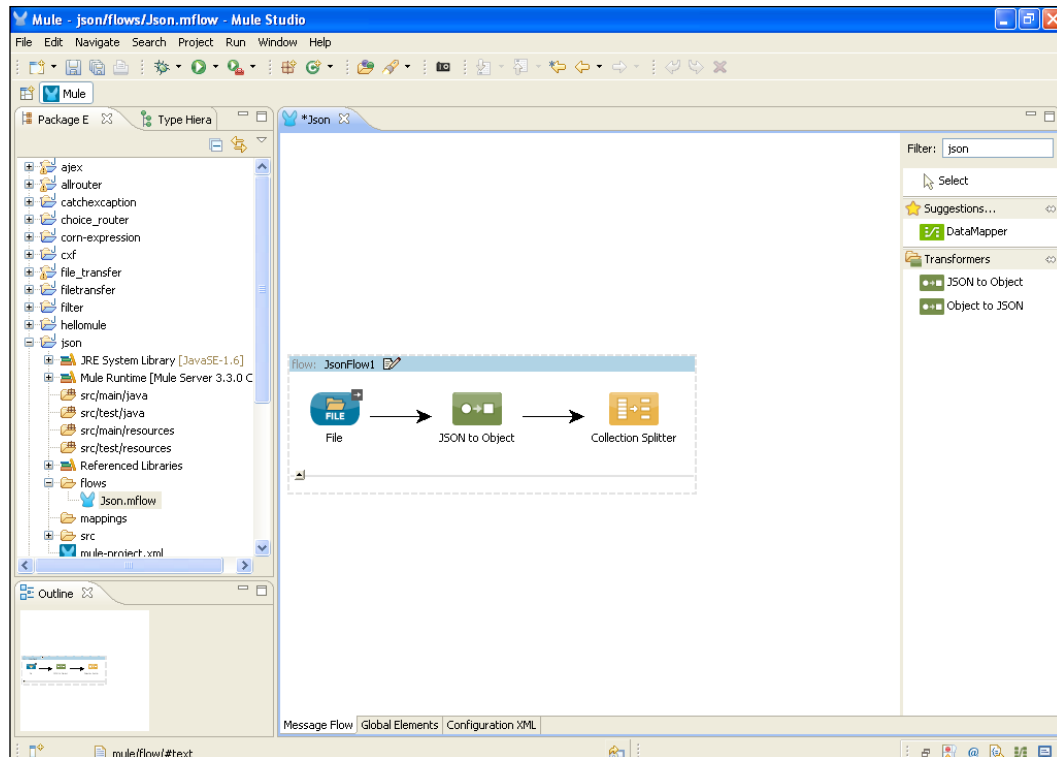 Mule - json/flows/Json.mflow - Mule Studio
File Edit Navigate Search Project Run Window Help
Mule
Package E
Type Hiera
*Json
Filter: json
ajex
allrouter
catchexcaption
choice_router
corn-expression
cxf
file_transfer
filetransfer
filter
hellomule
json
JRE System Library [JavaSE-1.6]
Mule Runtime [Mule Server 3.3.0 C
src/main/java
src/test/java
src/main/resources
src/test/resources
Referenced Libraries
flows
Json.mflow
mappings
src
mule-project.xml
Select
Suggestions...
DataMapper
Transformers
JSON to Object
Object to JSON
flow: JsonFlow1
FILE
File
JSON to Object
Collection Splitter
Outline
Message Flow Global Elements Configuration XML
mule/flow/#text